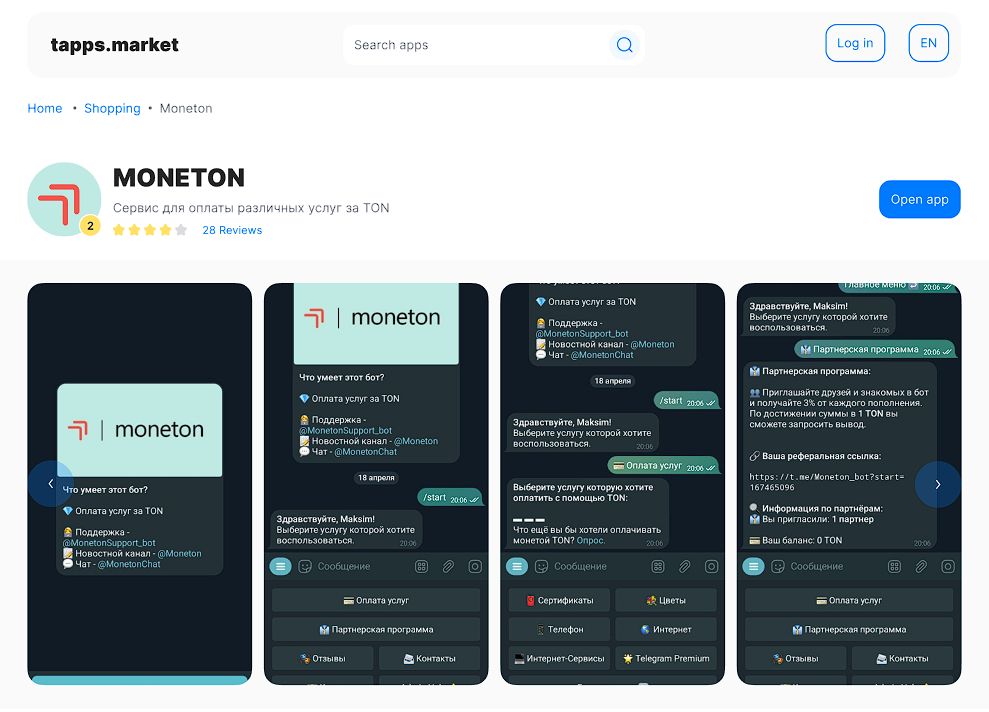 tapps.market
Search apps
Log in
EN
Home • Shopping • Moneton
MONETON
Сервис для оплаты различных услуг за TON
2
28 Reviews
Open app
moneton
Что умеет этот бот?
Оплата услуг за TON
Поддержка -
@MonetonSupport_bot
Новостной канал - @Moneton
Чат - @MonetonChat
moneton
Что умеет этот бот?
Оплата услуг за TON
Поддержка -
@MonetonSupport_bot
Новостной канал - @Moneton
Чат - @MonetonChat
18 апреля
/start 20:06
Здравствуйте, Maksim!
Выберите услугу которой хотите
воспользоваться. 20:06
Сообщение
Оплата услуг
Партнерская программа
Отзывы
Контакты
Оплата услуг за TON
Поддержка -
@MonetonSupport_bot
Новостной канал - @Moneton
Чат - @MonetonChat
18 апреля
/start 20:06
Здравствуйте, Maksim!
Выберите услугу которой хотите
воспользоваться. 20:06
Оплата услуг 20:06
Выберите услугу которую хотите
оплатить с помощью TON:
Что ещё вы бы хотели оплачивать
монетой TON? Опрос. 20:06
Сообщение
Сертификаты
Цветы
Телефон
Интернет
Интернет-Сервисы
Telegram Premium
Главное меню 20:06
Здравствуйте, Maksim!
Выберите услугу которой хотите
воспользоваться. 20:06
Партнерская программа 20:06
Партнерская программа:
Приглашайте друзей и знакомых в бот
и получайте 3% от каждого пополнения.
По достижении суммы в 1 TON вы
сможете запросить вывод.
Ваша реферальная ссылка:
https://t.me/Moneton_bot?start=
167465096
Информация по партнёрам:
Вы пригласили: 1 партнер
Ваш баланс: 0 TON 20:06
Сообщение
Оплата услуг
Партнерская программа
Отзывы
Контакты